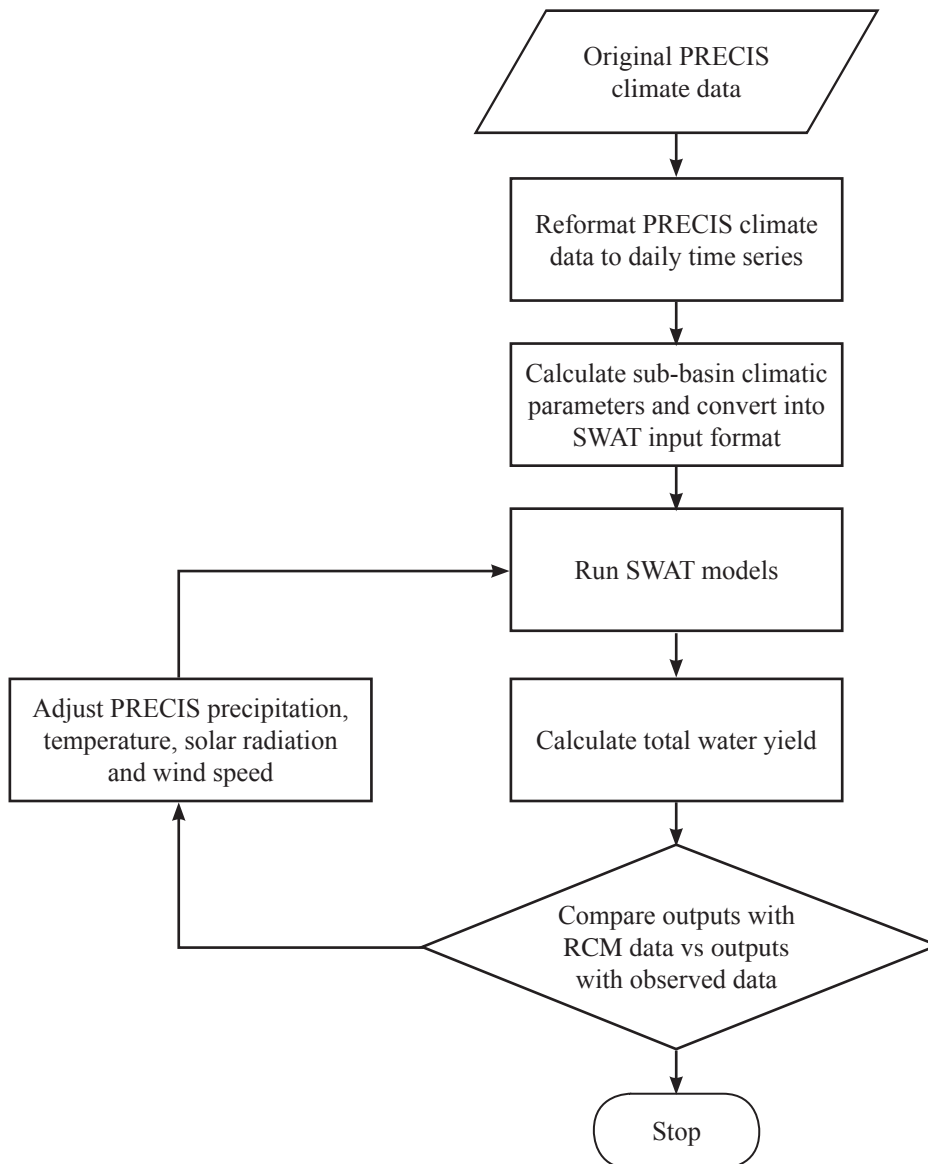 Original PRECIS
climate data
Reformat PRECIS climate
data to daily time series
Calculate sub-basin climatic
parameters and convert into
SWAT input format
Run SWAT models
Adjust PRECIS precipitation,
temperature, solar radiation
and wind speed
Calculate total water yield
Compare outputs with
RCM data vs outputs
with observed data
Stop